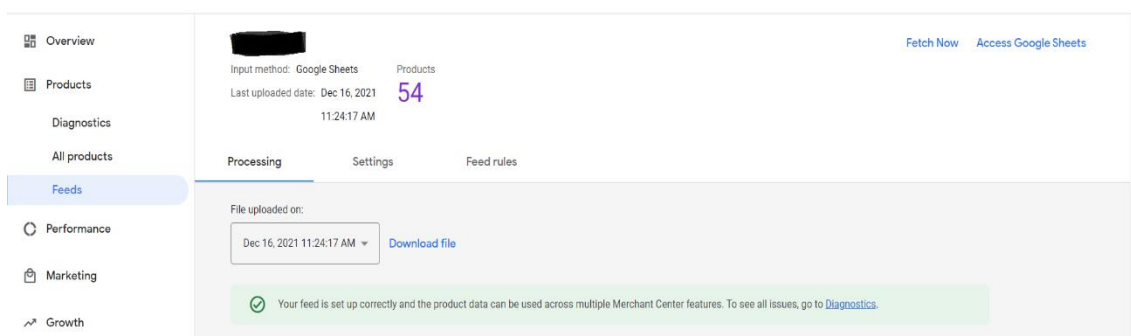 Overview
Products
Diagnostics
All products
Feeds
Performance
Marketing
Growth
Fetch Now Access Google Sheets
Input method: Google Sheets
Last uploaded date: Dec 16, 2021
11:24:17 AM
Products
54
Processing Settings Feed rules
File uploaded on:
Dec 16, 2021 11:24:17 AM Download file
Your feed is set up correctly and the product data can be used across multiple Merchant Center features. To see all issues, go to Diagnostics.